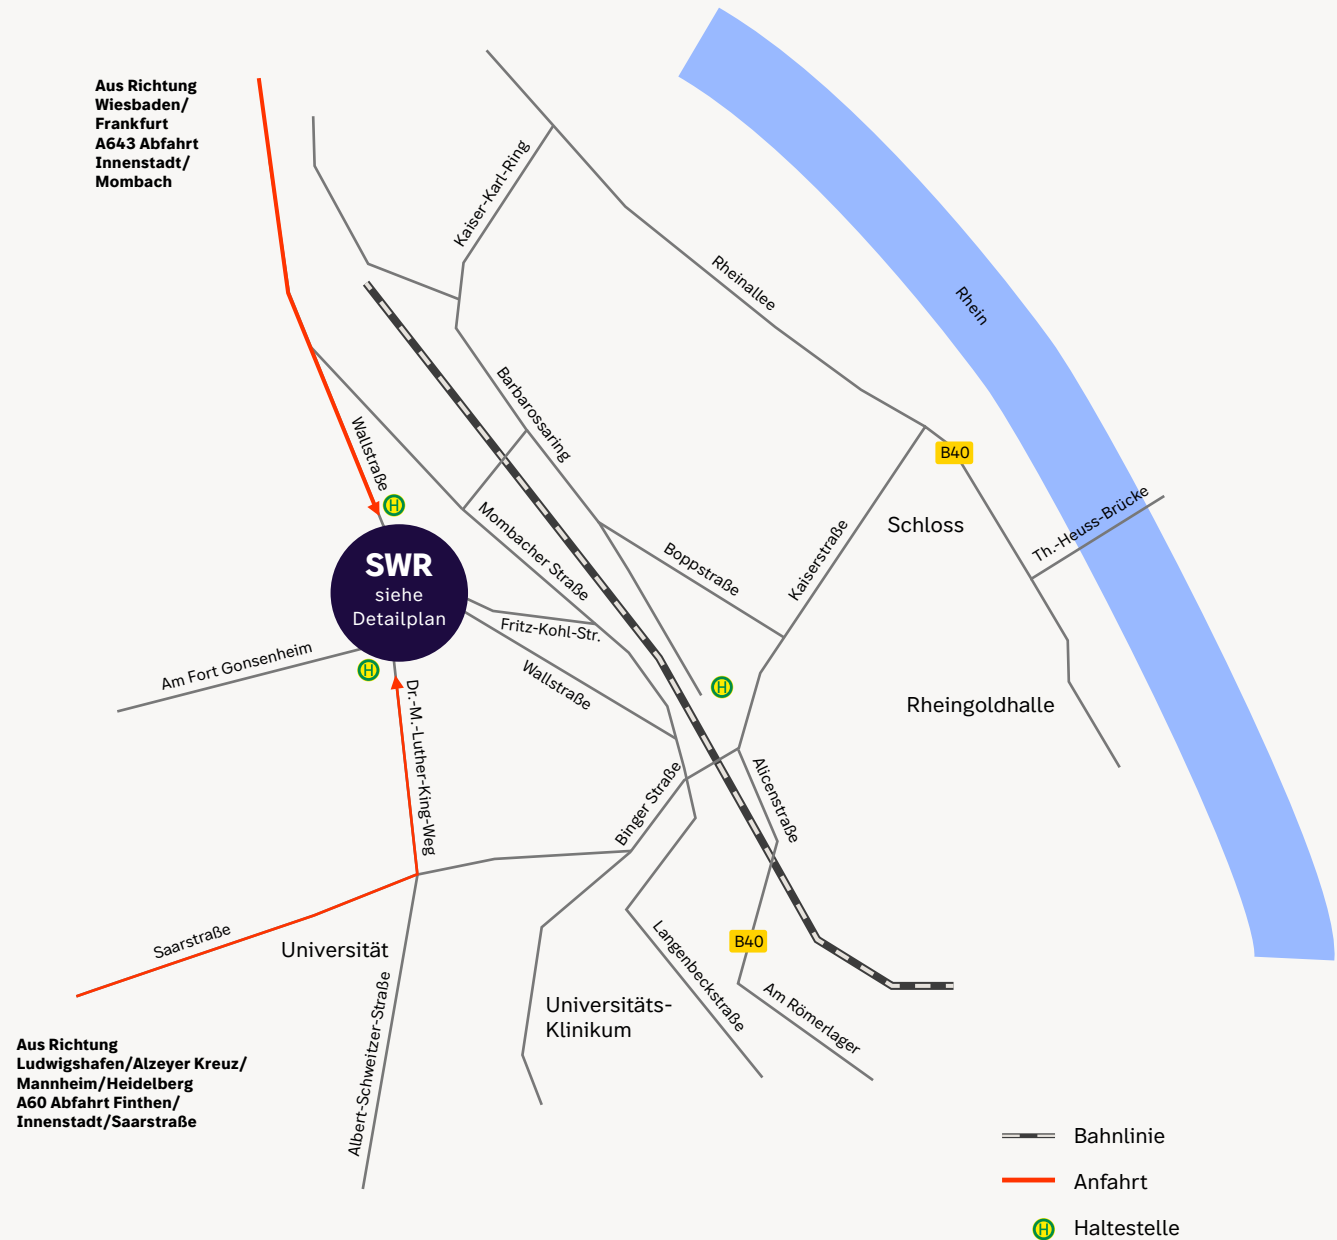 Aus Richtung
Wiesbaden/
Frankfurt
A643 Abfahrt
Innenstadt/
Mombach
Kaiser-Karl-Ring
Rheinallee
Rhein
Barbarossaring
Wallstraße
B40
H
Mombacher Straße
Schloss
Th.-Heuss-Brücke
Boppstraße
Kaiserstraße
SWR
siehe
Detailplan
Fritz-Kohl-Str.
Am Fort Gonsenheim
H
Wallstraße
H
Rheingoldhalle
Dr.-M.-Luther-King-Weg
Binger Straße
Alicenstraße
Saarstraße
Universität
B40
Langenbeckstraße
Am Römerlager
Universitäts-
Klinikum
Albert-Schweitzer-Straße
Aus Richtung
Ludwigshafen/Alzeyer Kreuz/
Mannheim/Heidelberg
A60 Abfahrt Finthen/
Innenstadt/Saarstraße
Bahnlinie
Anfahrt
H Haltestelle